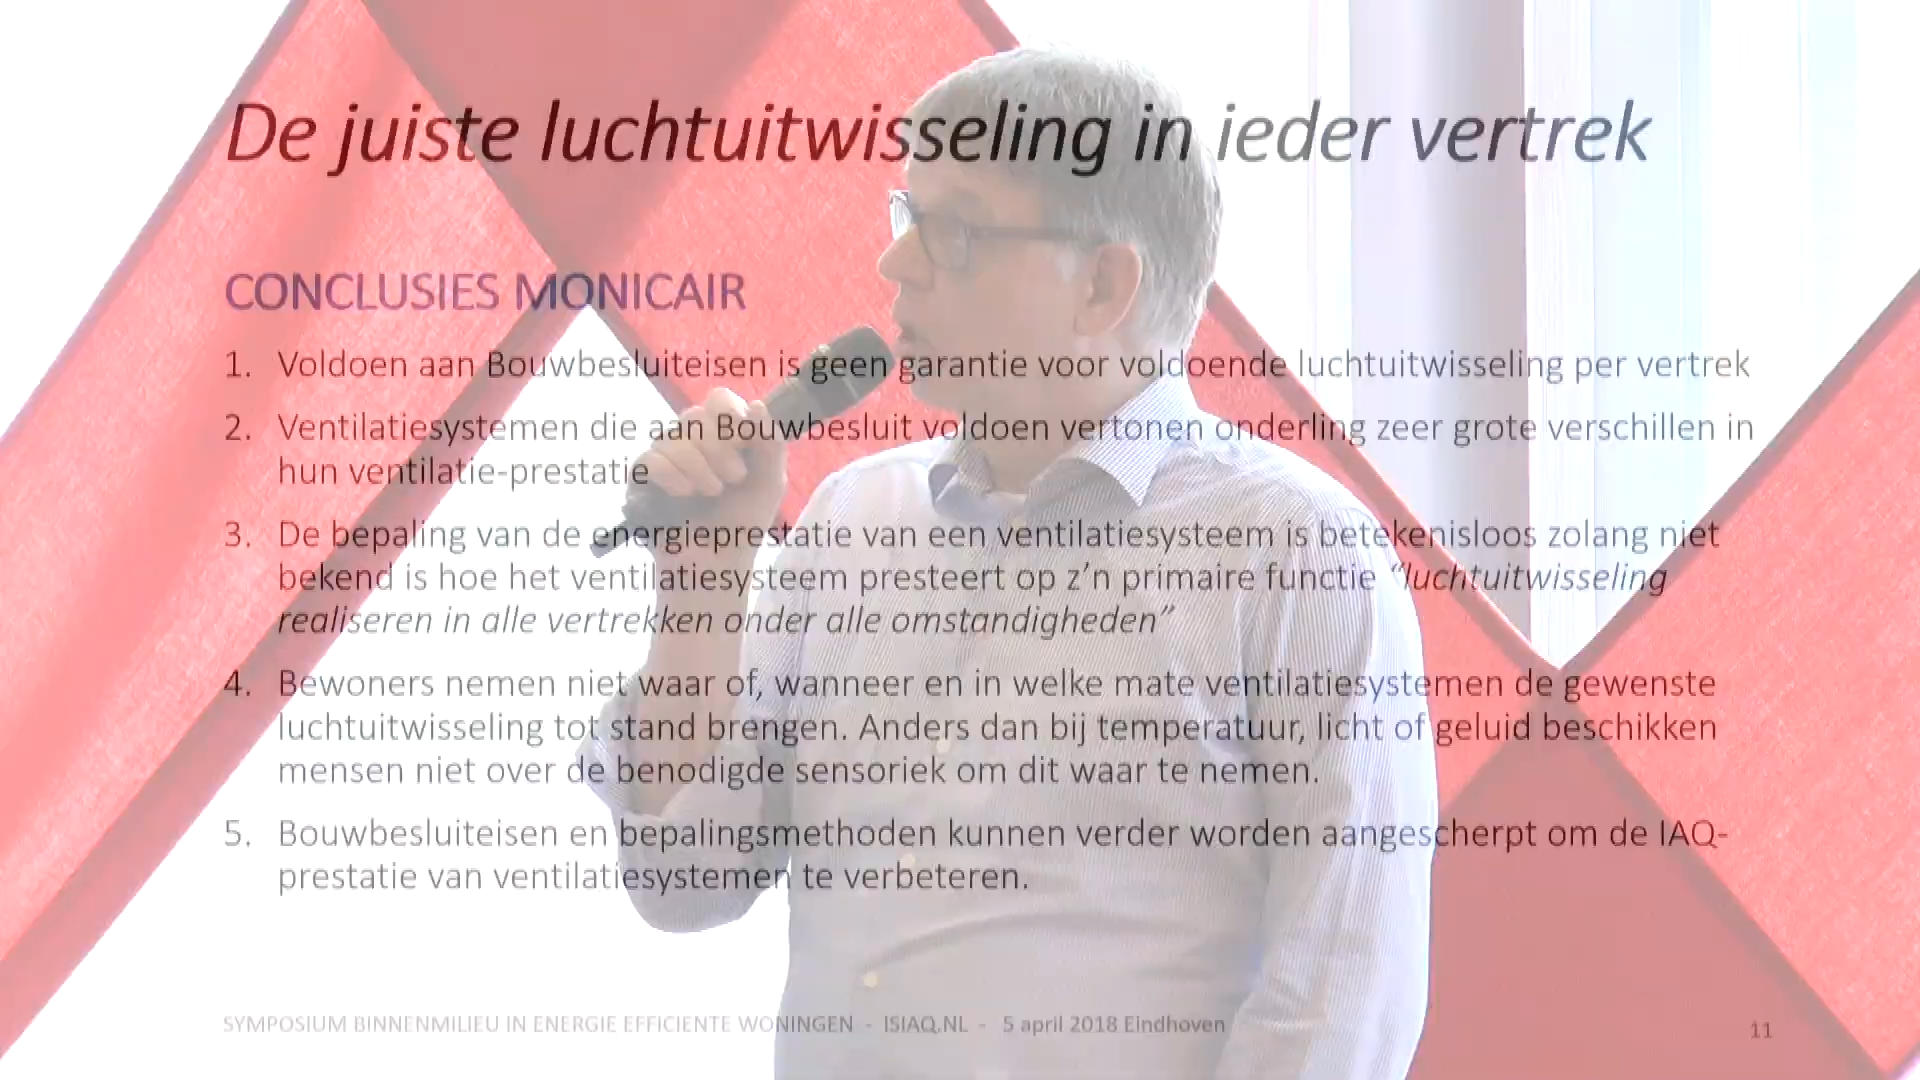 De juiste luchtuitwisseling in ieder vertrek
CONCLUSIES MONICAIR
1. Voldoen aan Bouwbesluiteisen is geen garantie voor voldoende luchtuitwisseling per vertrek
2. Ventilatiesystemen die aan Bouwbesluit voldoen vertonen onderling zeer grote verschillen in
hun ventilatie-prestatie
3. De bepaling van de energieprestatie van een ventilatiesysteem is betekenisloos zolang niet
bekend is hoe het ventilatiesysteem presteert op z’n primaire functie “luchtuitwisseling
realiseren in alle vertrekken onder alle omstandigheden”
4. Bewoners nemen niet waar of, wanneer en in welke mate ventilatiesystemen de gewenste
luchtuitwisseling tot stand brengen. Anders dan bij temperatuur, licht of geluid beschikken
mensen niet over de benodigde sensoriek om dit waar te nemen.
5. Bouwbesluiteisen en bepalingsmethoden kunnen verder worden aangescherpt om de IAQ-
prestatie van ventilatiesystemen te verbeteren.
SYMPOSIUM BINNENMILIEU IN ENERGIE EFFICIENTE WONINGEN - ISIAQ.NL - 5 april 2018 Eindhoven
11